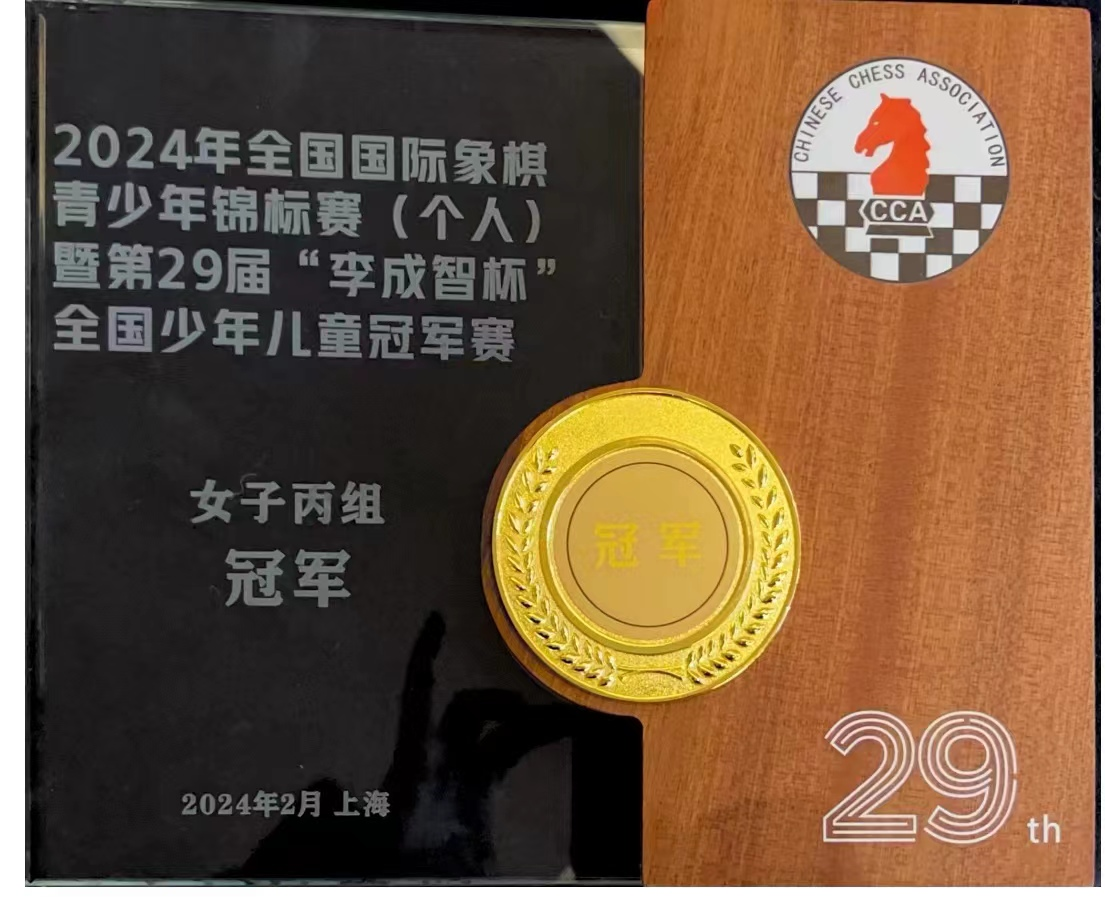 2024年全国国际象棋
青少年锦标赛（个人）
暨第29届“李成智杯”
全国少年儿童冠军赛
女子丙组
冠军
2024年2月 上海
冠 军
CHINESE CHESS ASSOCIATION
CCA
29th